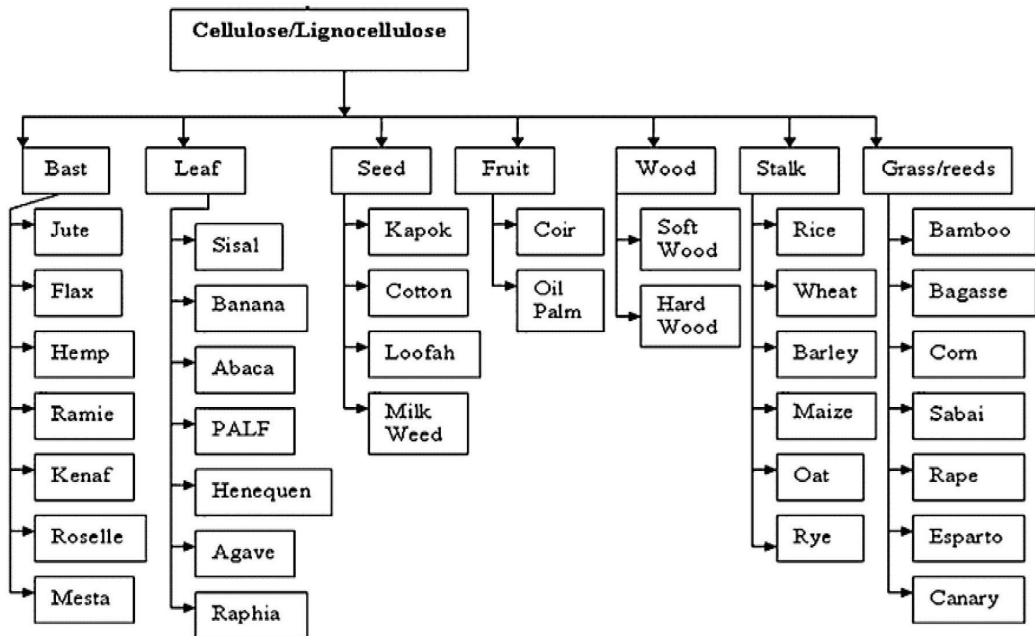 Cellulose/Lignocellulose
Bast
Leaf
Seed
Fruit
Wood
Stalk
Grass/reeds
Jute
Flax
Hemp
Ramie
Kenaf
Roselle
Mesta
Sisal
Banana
Abaca
PALF
Henequen
Agave
Raphia
Kapok
Cotton
Loofah
Milk
Weed
Coir
Oil
Palm
Soft
Wood
Hard
Wood
Rice
Wheat
Barley
Maize
Oat
Rye
Bamboo
Bagasse
Corn
Sabai
Rape
Esparto
Canary